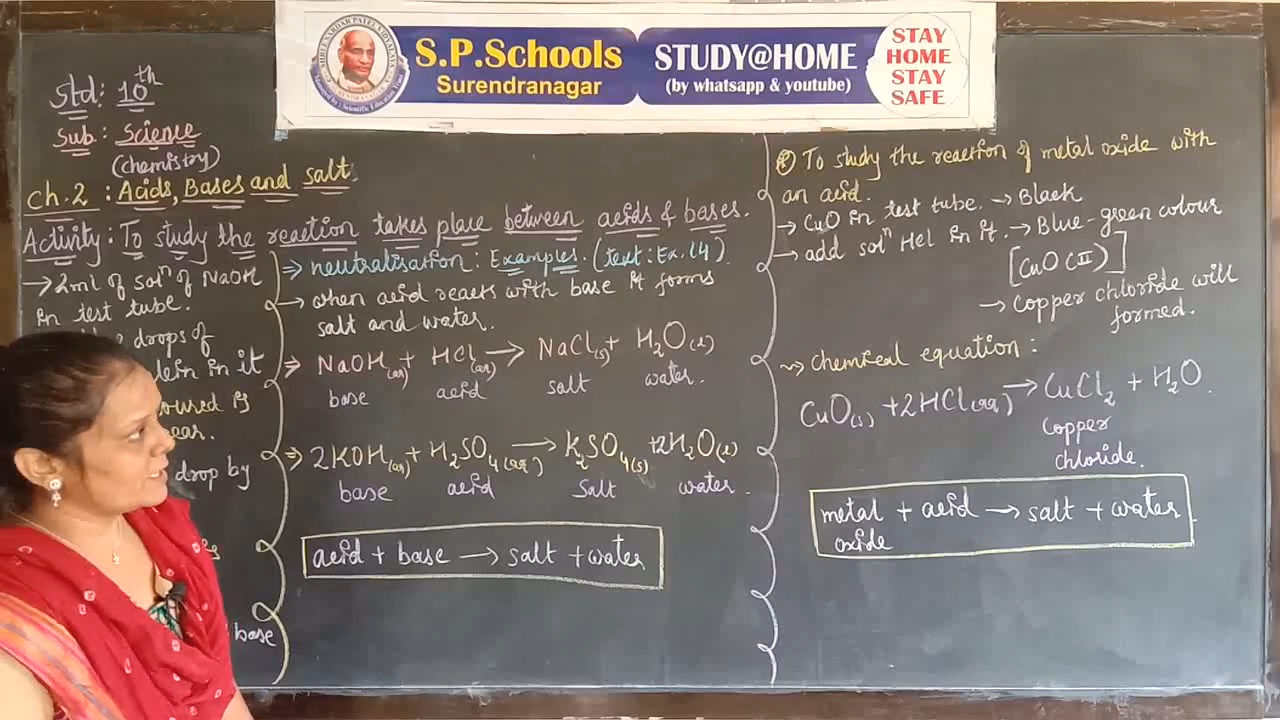 S.P.Schools
Surendranagar
STUDY@HOME
(by whatsapp & youtube)
STAY
HOME
STAY
SAFE
Std: 10th
Sub: Science
(chemistry)
Ch.2 : Acids, Bases and salt
Activity: To study the reaction takes place between acids & bases.
→ 2ml of solⁿ of NaOH
in test tube.
drops of
in it
is
drop by
base
⇒ neutralisation: Examples. (text: Ex. 14)
→ when acid reacts with base it forms
salt and water.
⇒ NaOH(aq) + HCl(aq) → NaCl(s) + H₂O(l)
base acid salt water.
⇒ 2KOH(aq) + H₂SO₄(aq) → K₂SO₄(s) + 2H₂O(l)
base acid Salt water.
acid + base → salt + water
To study the reaction of metal oxide with
an acid.
→ CuO in test tube. → Black
→ add solⁿ Hcl in it. → Blue-green colour
[CuO(II)]
→ Copper chloride will
formed.
chemical equation:
CuO(s) + 2HCl(aq) → CuCl₂ + H₂O.
Copper
chloride.
metal + acid → salt + water
oxide